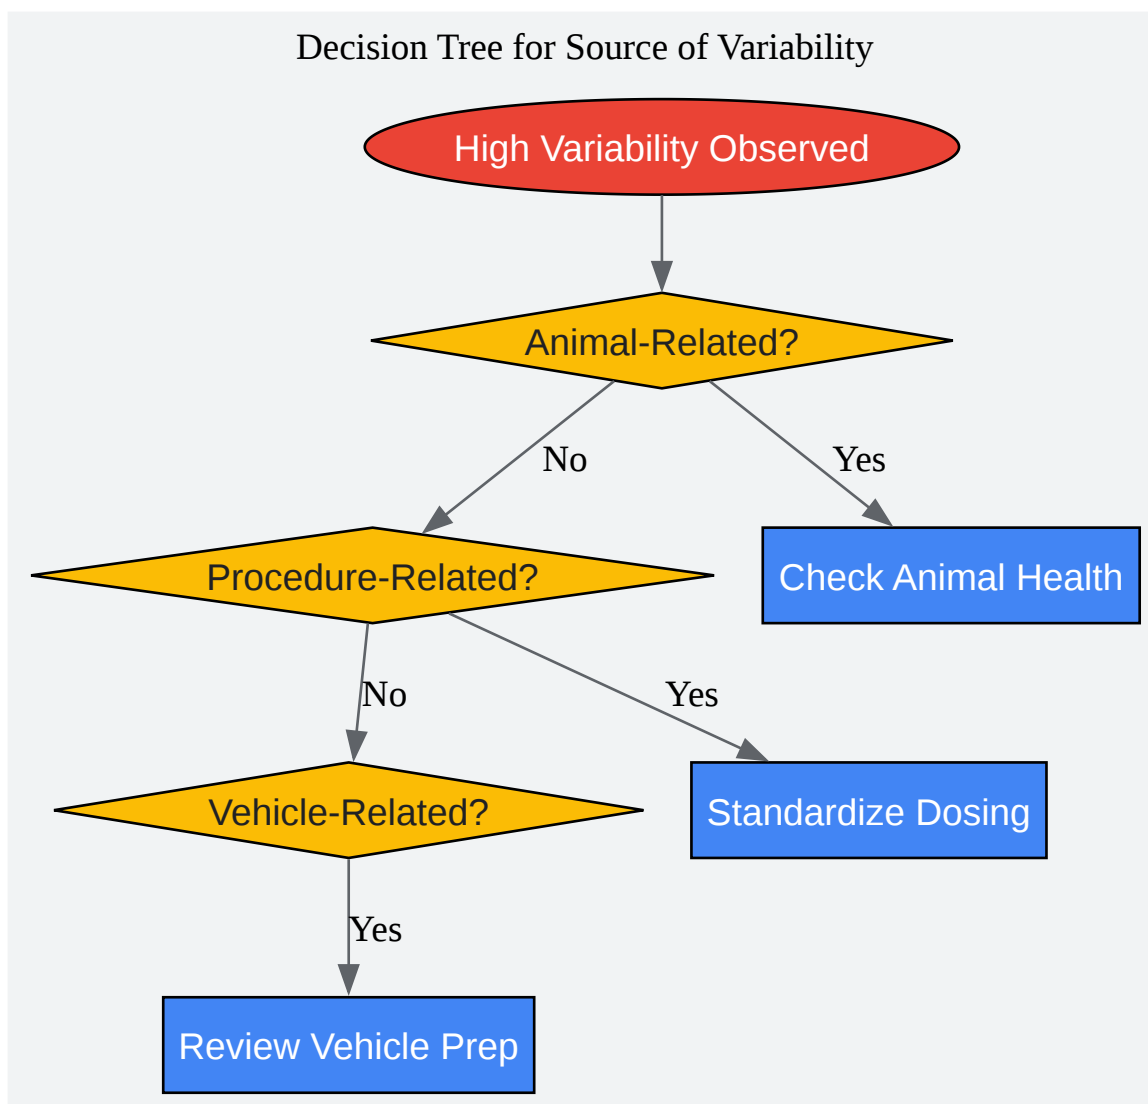 Decision Tree for Source of Variability
High Variability Observed
Animal-Related?
No
Yes
Procedure-Related?
Check Animal Health
No
Yes
Vehicle-Related?
Standardize Dosing
Yes
Review Vehicle Prep